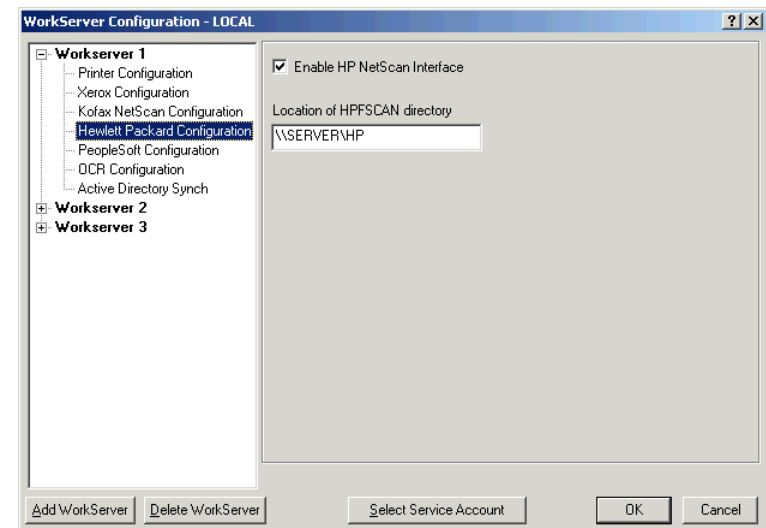 WorkServer Configuration - LOCAL
Workserver 1
Printer Configuration
Xerox Configuration
Kofax NetScan Configuration
Hewlett Packard Configuration
PeopleSoft Configuration
OCR Configuration
Active Directory Synch
Workserver 2
Workserver 3
Enable HP NetScan Interface
Location of HPFSCAN directory
\\SERVER\HP
Add WorkServer
Delete WorkServer
Select Service Account
OK
Cancel